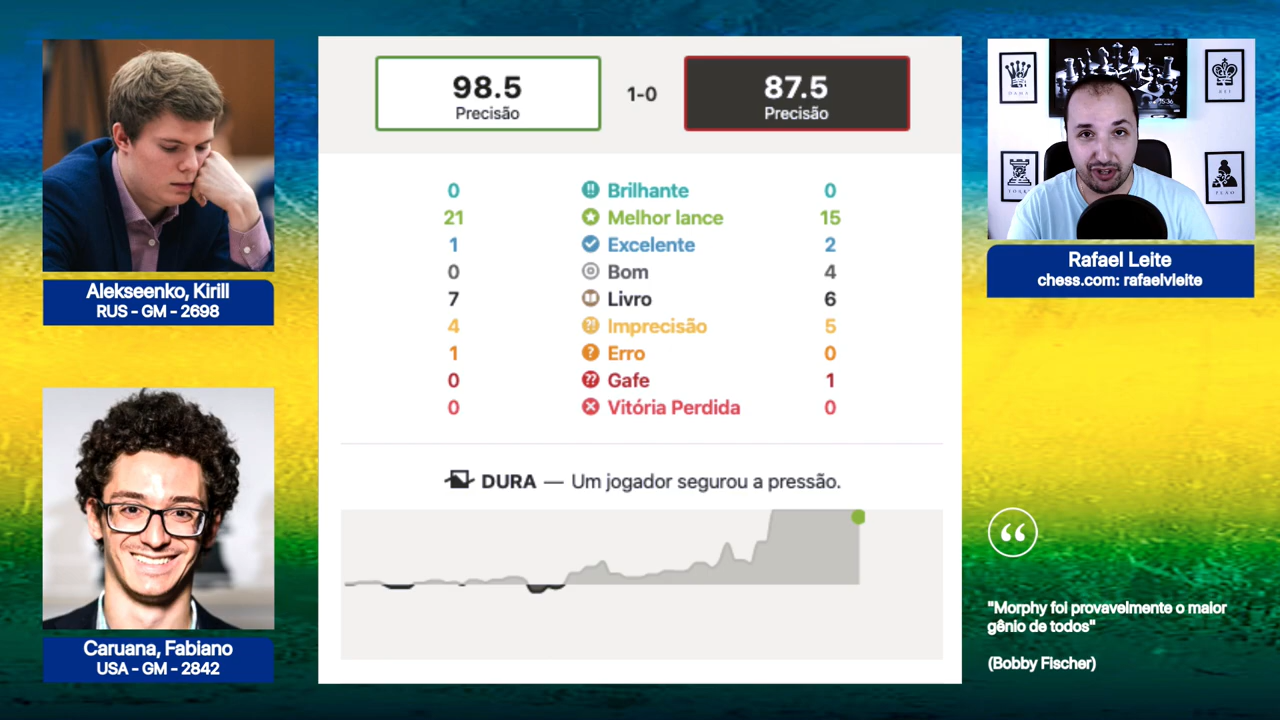 Alekseenko, Kirill
RUS - GM - 2698
Caruana, Fabiano
USA - GM - 2842
98.5
Precisão
1-0
87.5
Precisão
0 Brilhante 0
21 Melhor lance 15
1 Excelente 2
0 Bom 4
7 Livro 6
4 Imprecisão 5
1 Erro 0
0 Gafe 1
0 Vitória Perdida 0
DURA — Um jogador segurou a pressão.
Rafael Leite
chess.com: rafaelvleite
"Morphy foi provavelmente o maior
gênio de todos"
(Bobby Fischer)